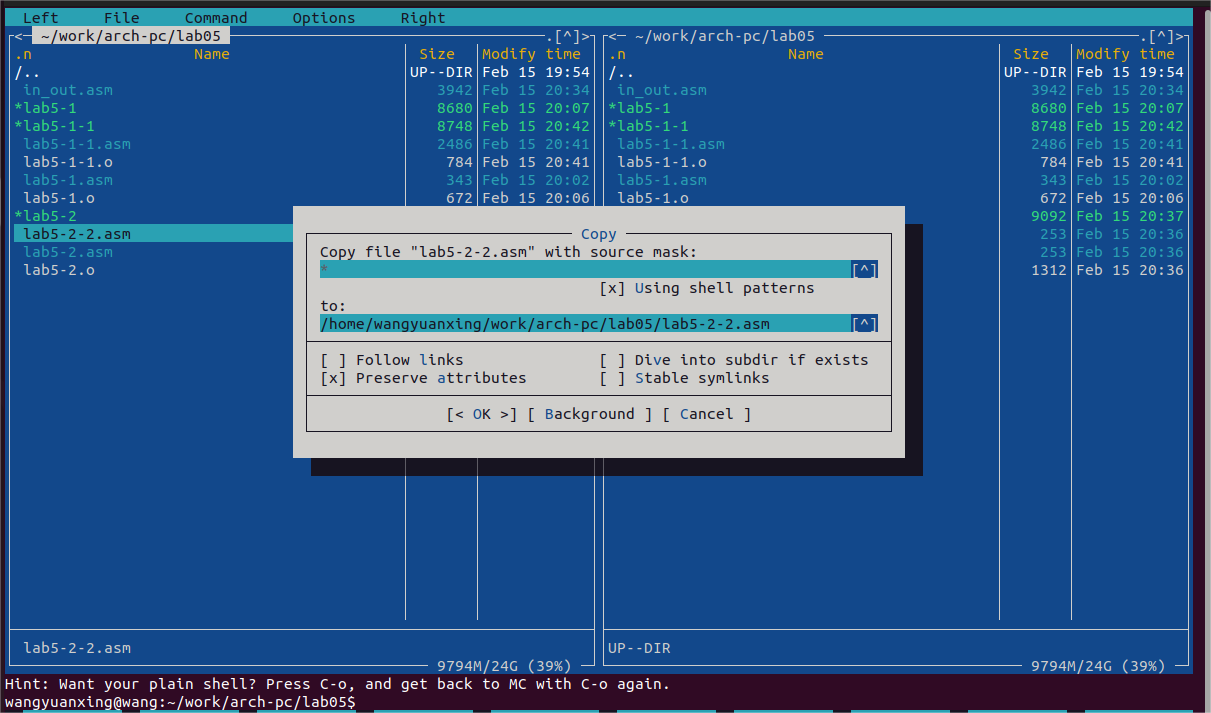 Left File Command Options Right
<- ~/work/arch-pc/lab05 .[^]> <- ~/work/arch-pc/lab05 .[^]>
.n Name Size Modify time .n Name Size Modify time
/.. UP--DIR Feb 15 19:54 /.. UP--DIR Feb 15 19:54
in_out.asm 3942 Feb 15 20:34 in_out.asm 3942 Feb 15 20:34
*lab5-1 8680 Feb 15 20:07 *lab5-1 8680 Feb 15 20:07
*lab5-1-1 8748 Feb 15 20:42 *lab5-1-1 8748 Feb 15 20:42
lab5-1-1.asm 2486 Feb 15 20:41 lab5-1-1.asm 2486 Feb 15 20:41
lab5-1-1.o 784 Feb 15 20:41 lab5-1-1.o 784 Feb 15 20:41
lab5-1.asm 343 Feb 15 20:02 lab5-1.asm 343 Feb 15 20:02
lab5-1.o 672 Feb 15 20:06 lab5-1.o 672 Feb 15 20:06
*lab5-2 9092 Feb 15 20:37
lab5-2-2.asm 253 Feb 15 20:36
lab5-2.asm 253 Feb 15 20:36
lab5-2.o 1312 Feb 15 20:36
Copy
Copy file "lab5-2-2.asm" with source mask:
* [^]
[x] Using shell patterns
to:
/home/wangyuanxing/work/arch-pc/lab05/lab5-2-2.asm [^]
[ ] Follow links [ ] Dive into subdir if exists
[x] Preserve attributes [ ] Stable symlinks
[< OK >] [ Background ] [ Cancel ]
lab5-2-2.asm UP--DIR
9794M/24G (39%) 9794M/24G (39%)
Hint: Want your plain shell? Press C-o, and get back to MC with C-o again.
wangyuanxing@wang:~/work/arch-pc/lab05$